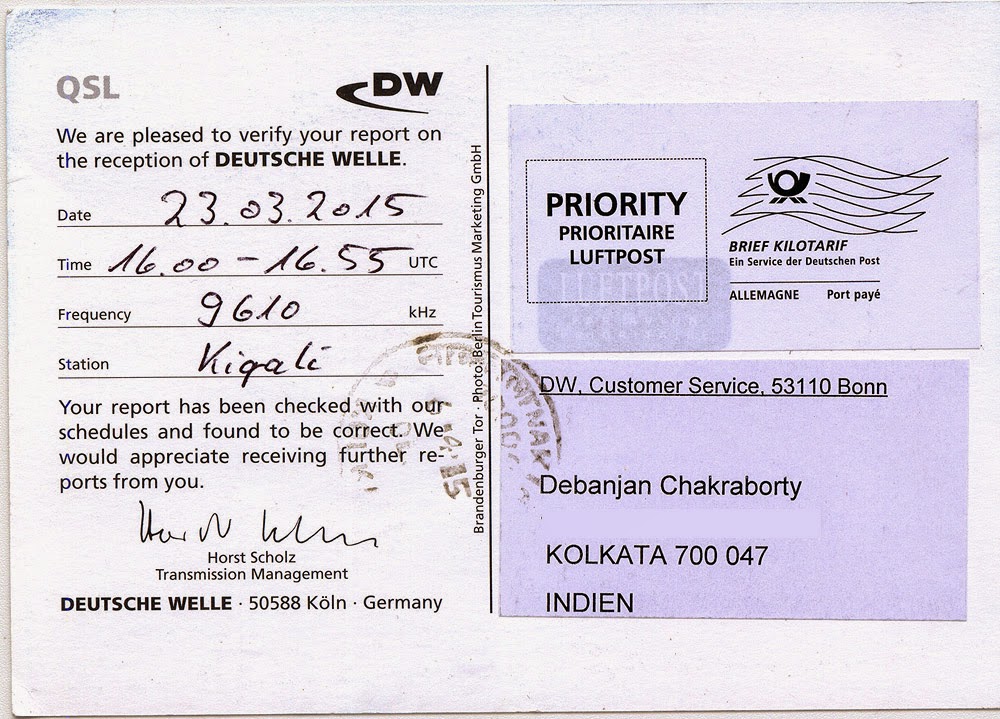 QSL
DW
We are pleased to verify your report on
the reception of DEUTSCHE WELLE.
Date 23.03.2015
Time 16.00 – 16.55 UTC
Frequency 9610 kHz
Station Kigali
Your report has been checked with our
schedules and found to be correct. We
would appreciate receiving further re-
ports from you.
Horst Scholz
Transmission Management
DEUTSCHE WELLE · 50588 Köln · Germany
Brandenburger Tor · Photo: Berlin Tourismus Marketing GmbH
PRIORITY
PRIORITAIRE
LUFTPOST
LUFTPOST
BRIEF KILOTARIF
Ein Service der Deutschen Post
ALLEMAGNE Port payé
DW, Customer Service, 53110 Bonn
Debanjan Chakraborty
KOLKATA 700 047
INDIEN